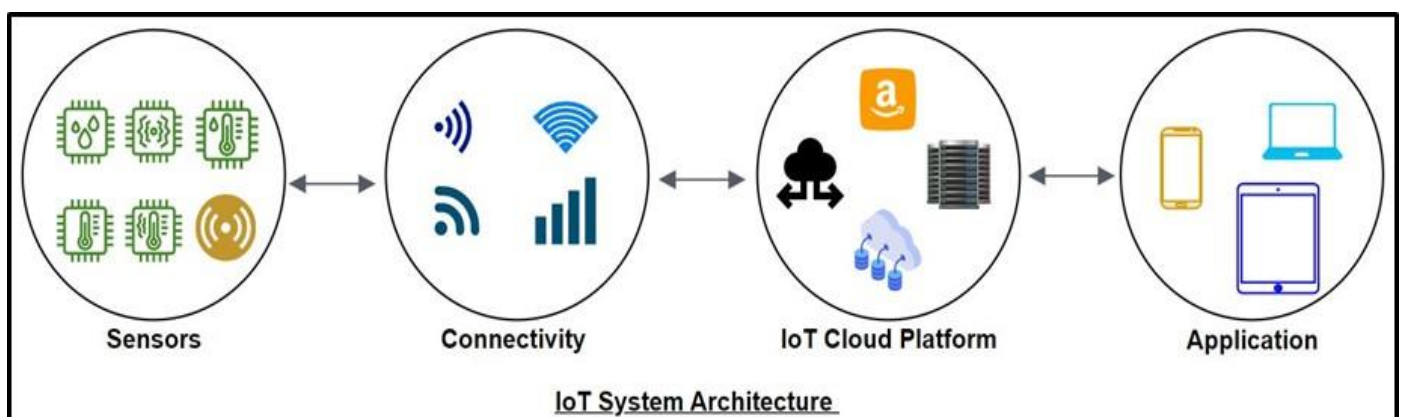 a
Sensors
Connectivity
IoT Cloud Platform
Application
IoT System Architecture